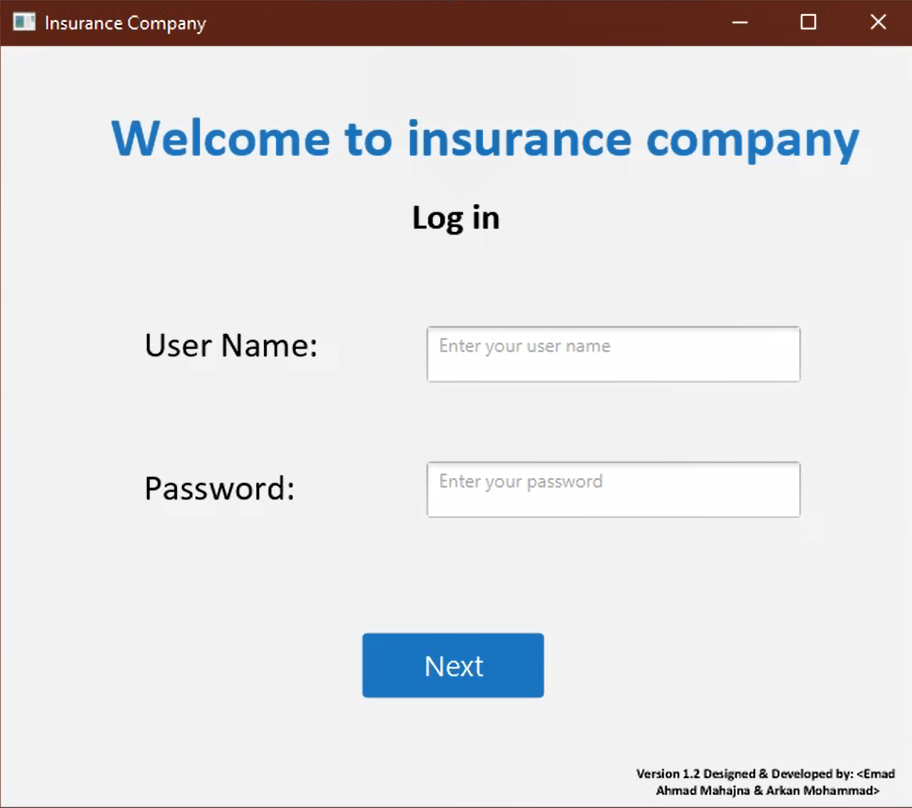 Insurance Company
Welcome to insurance company
Log in
User Name:
Enter your user name
Password:
Enter your password
Next
Version 1.2 Designed & Developed by: <Emad
Ahmad Mahajna & Arkan Mohammad>